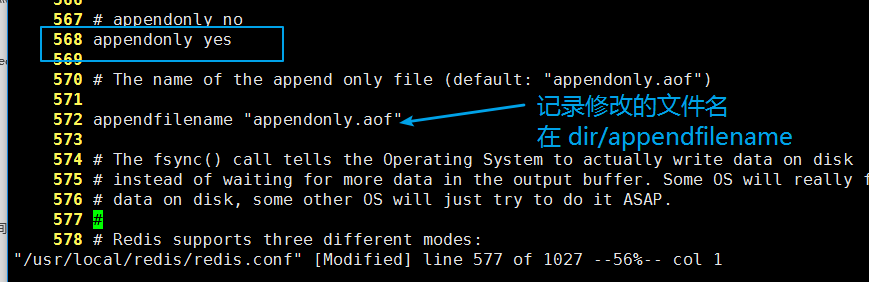 567 # appendonly no
568 appendonly yes
569
570 # The name of the append only file (default: "appendonly.aof")
571
572 appendfilename "appendonly.aof"
记录修改的文件名
在 dir/appendfilename
573
574 # The fsync() call tells the Operating System to actually write data on disk
575 # instead of waiting for more data in the output buffer. Some OS will really f
576 # data on disk, some other OS will just try to do it ASAP.
577 #
578 # Redis supports three different modes:
"/usr/local/redis/redis.conf" [Modified] line 577 of 1027 --56%-- col 1